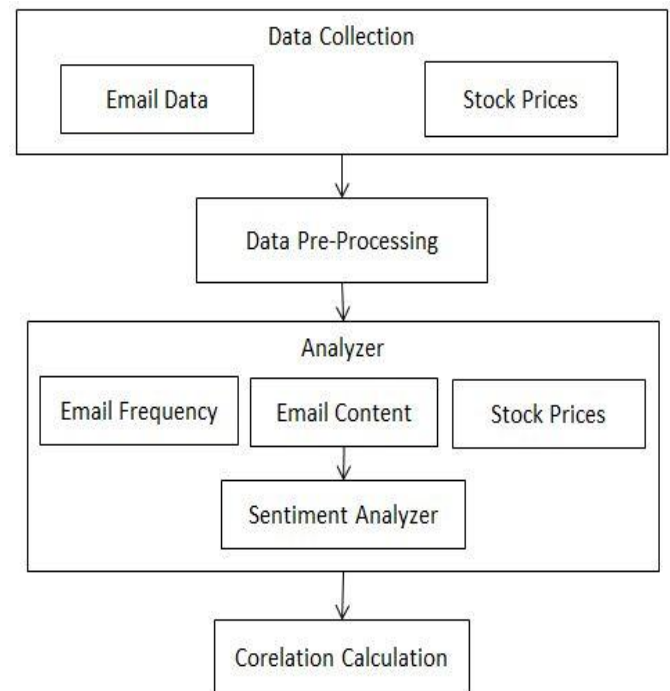 Data Collection
Email Data
Stock Prices
Data Pre-Processing
Analyzer
Email Frequency
Email Content
Stock Prices
Sentiment Analyzer
Corelation Calculation